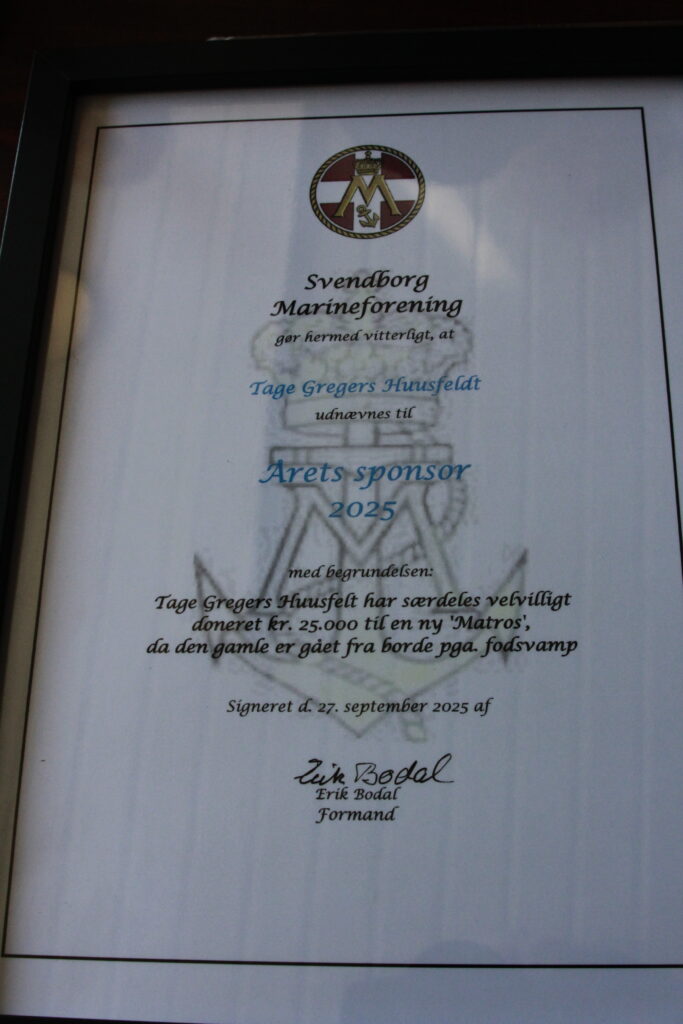 M
Svendborg
Marineforening
gør hermed vitterligt, at
Tage Gregers Huusfeldt
udnævnes til
Årets sponsor
2025
med begrundelsen:
Tage Gregers Huusfelt har særdeles velvilligt
doneret kr. 25.000 til en ny 'Matros',
da den gamle er gået fra borde pga. fodsvamp
Signeret d. 27. september 2025 af
Erik Bodal
Erik Bodal
Formand